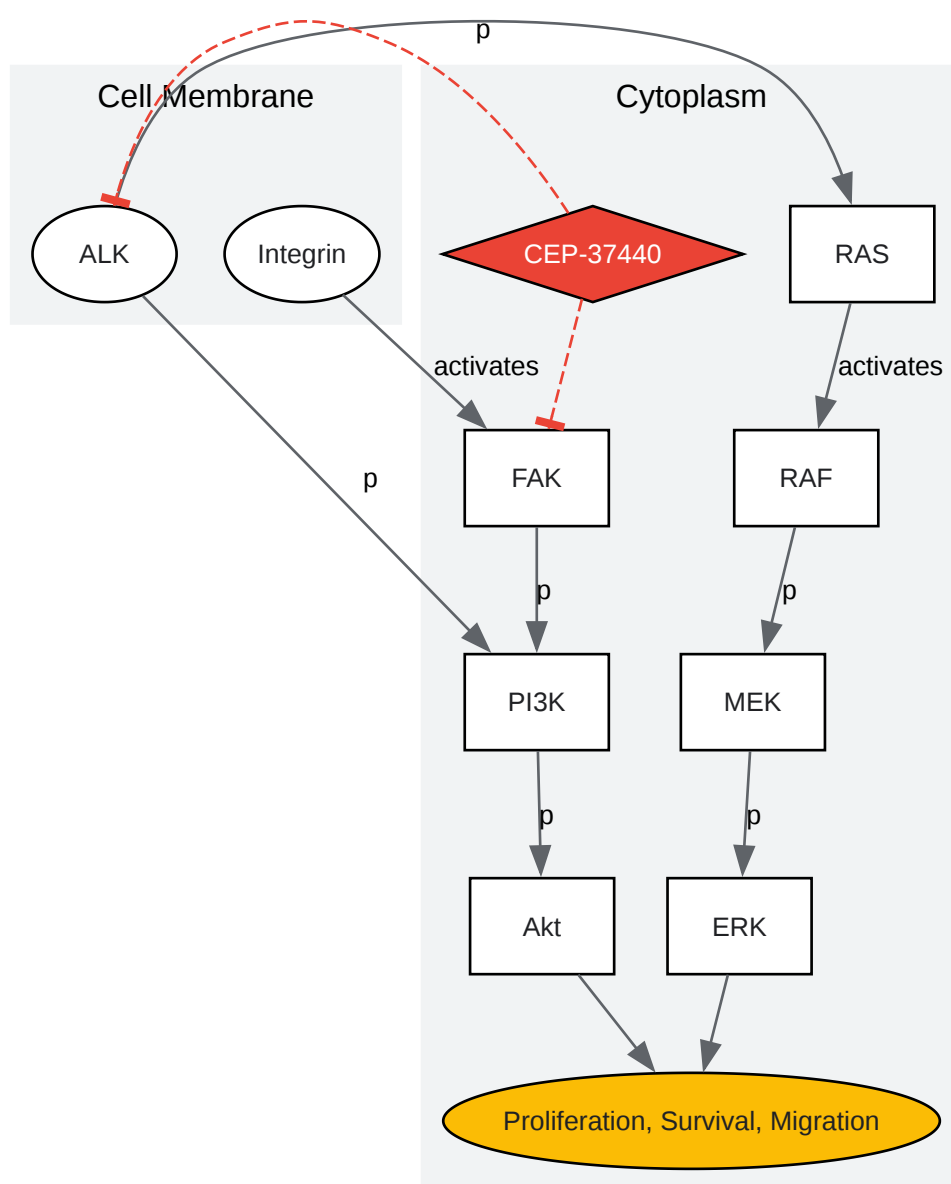 p
Cell Membrane
Cytoplasm
ALK
Integrin
CEP-37440
RAS
activates
activates
FAK
RAF
p
p
p
PI3K
MEK
p
p
Akt
ERK
Proliferation, Survival, Migration